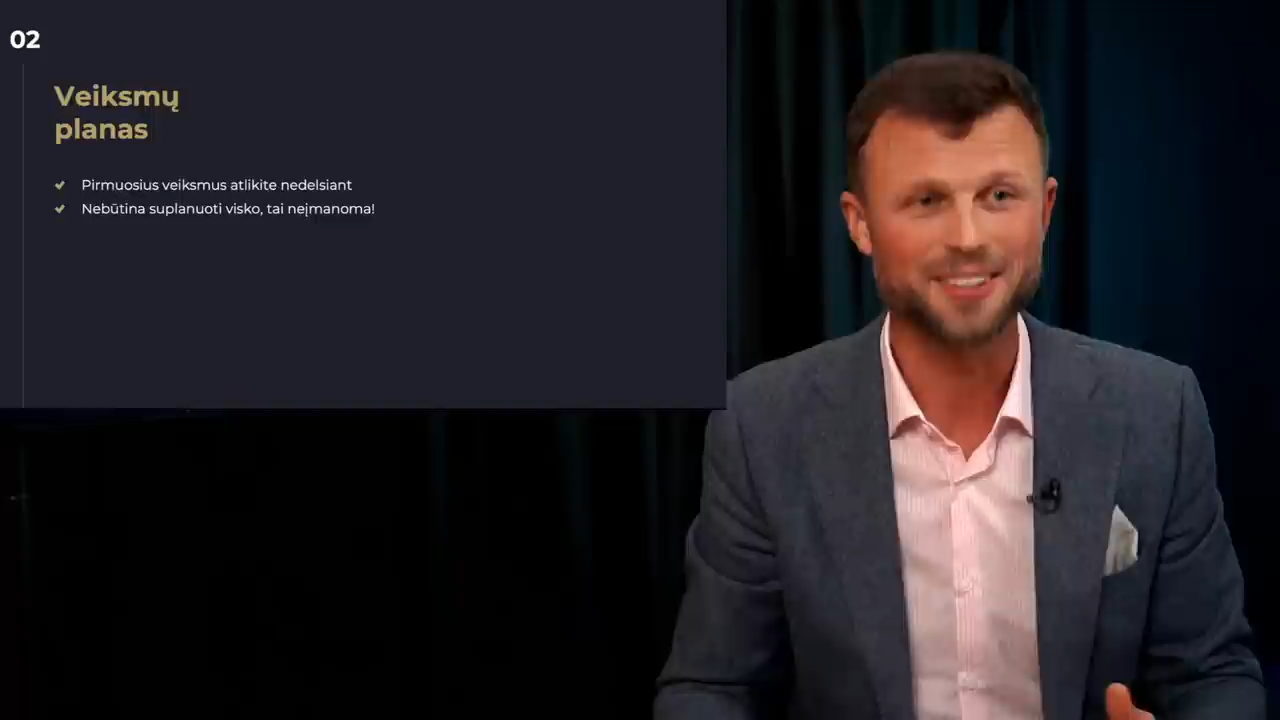 02
Veiksmų
planas
Pirmuosius veiksmus atlikite nedelsiant
Nebūtina suplanuoti visko, tai neįmanoma!